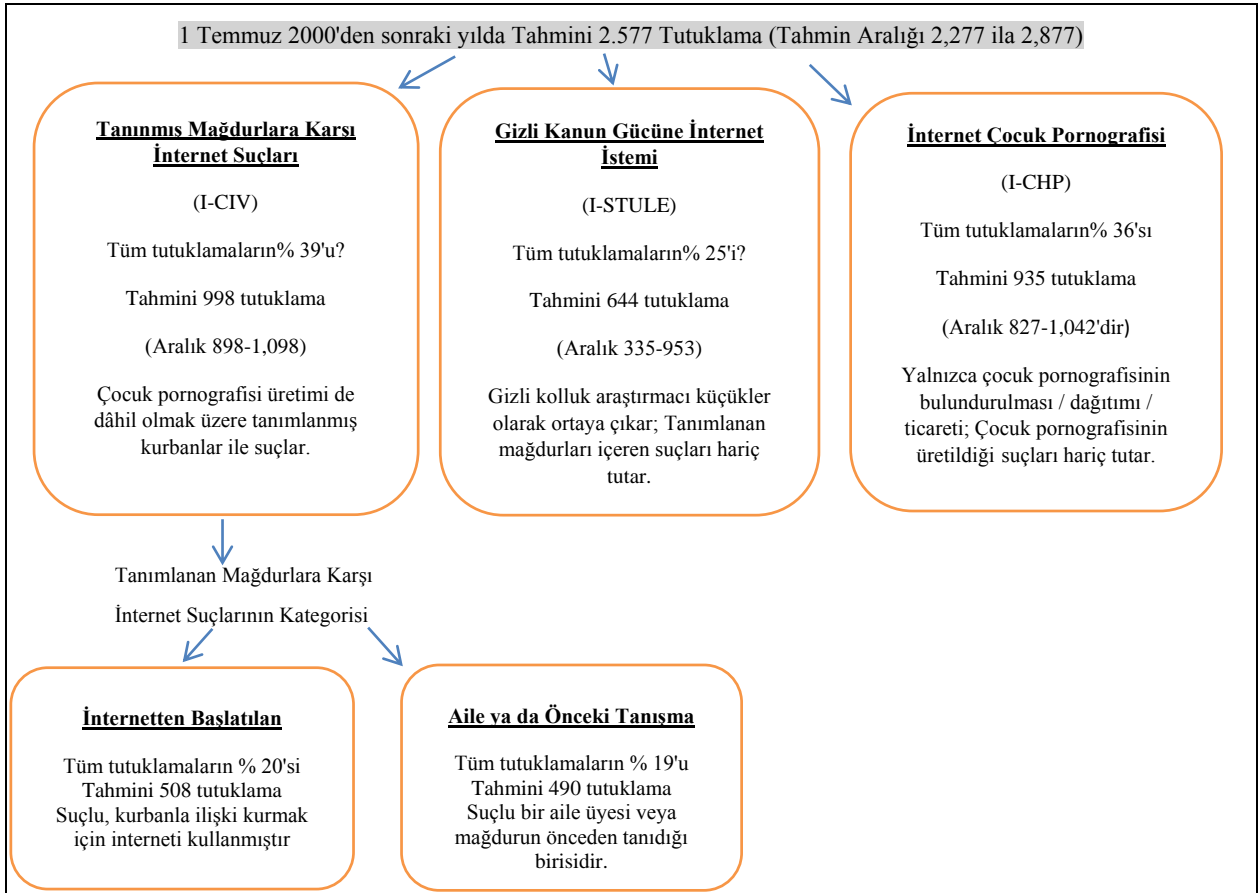 1 Temmuz 2000'den sonraki yılda Tahmini 2.577 Tutuklama (Tahmin Aralığı 2,277 ila 2,877)
Tanınmış Mağdurlara Karşı
İnternet Suçları
(I-CIV)
Tüm tutuklamaların% 39'u?
Tahmini 998 tutuklama
(Aralık 898-1,098)
Çocuk pornografisi üretimi de
dâhil olmak üzere tanımlanmış
kurbanlar ile suçlar.
Gizli Kanun Gücüne İnternet
İstemi
(I-STULE)
Tüm tutuklamaların% 25'i?
Tahmini 644 tutuklama
(Aralık 335-953)
Gizli kolluk araştırmacı küçükler
olarak ortaya çıkar; Tanımlanan
mağdurları içeren suçları hariç
tutar.
İnternet Çocuk Pornografisi
(I-CHP)
Tüm tutuklamaların% 36'sı
Tahmini 935 tutuklama
(Aralık 827-1,042'dir)
Yalnızca çocuk pornografisinin
bulundurulması / dağıtımı /
ticareti; Çocuk pornografisinin
üretildiği suçları hariç tutar.
Tanımlanan Mağdurlara Karşı
İnternet Suçlarının Kategorisi
İnternetten Başlatılan
Tüm tutuklamaların % 20'si
Tahmini 508 tutuklama
Suçlu, kurbanla ilişki kurmak
için interneti kullanmıştır
Aile ya da Önceki Tanışma
Tüm tutuklamaların % 19'u
Tahmini 490 tutuklama
Suçlu bir aile üyesi veya
mağdurun önceden tanıdığı
birisidir.